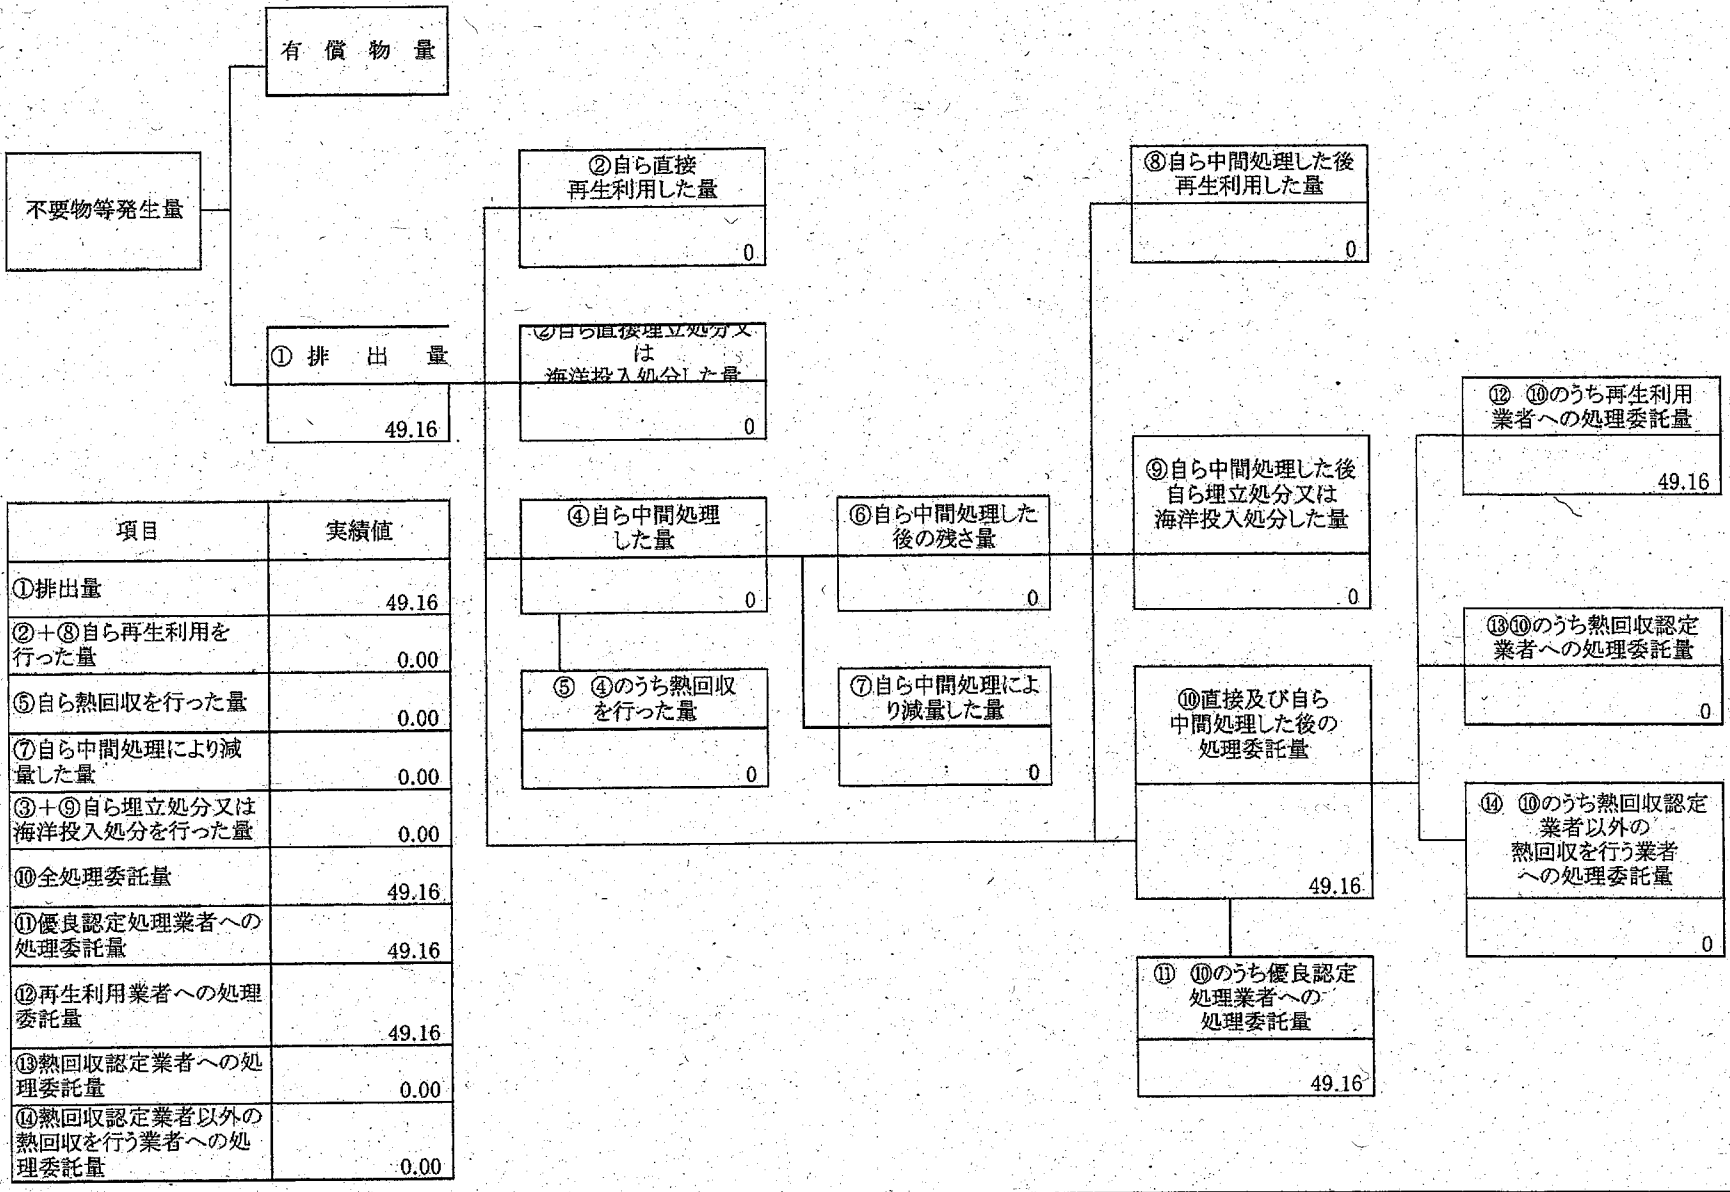 有償物量
不要物等発生量
②自ら直接
再生利用した量
0
⑧自ら中間処理した後
再生利用した量
0
①排出量
49.16
②自ら直接埋立処分又
は
海洋投入処分した量
0
⑫ ⑩のうち再生利用
業者への処理委託量
49.16
④自ら中間処理
した量
0
⑥自ら中間処理した
後の残さ量
0
⑨自ら中間処理した後
自ら埋立処分又は
海洋投入処分した量
0
⑬⑩のうち熱回収認定
業者への処理委託量
0
⑤ ④のうち熱回収
を行った量
0
⑦自ら中間処理によ
り減量した量
0
⑩直接及び自ら
中間処理した後の
処理委託量
49.16
⑭ ⑩のうち熱回収認定
業者以外の
熱回収を行う業者
への処理委託量
0
⑪ ⑩のうち優良認定
処理業者への
処理委託量
49.16
項目 実績値
①排出量
49.16
②＋⑧自ら再生利用を
行った量 0.00
⑤自ら熱回収を行った量
0.00
⑦自ら中間処理により減
量した量 0.00
③＋⑨自ら埋立処分又は
海洋投入処分を行った量 0.00
⑩全処理委託量
49.16
⑪優良認定処理業者への
処理委託量 49.16
⑫再生利用業者への処理
委託量
49.16
⑬熱回収認定業者への処
理委託量 0.00
⑭熱回収認定業者以外の
熱回収を行う業者への処
理委託量 0.00